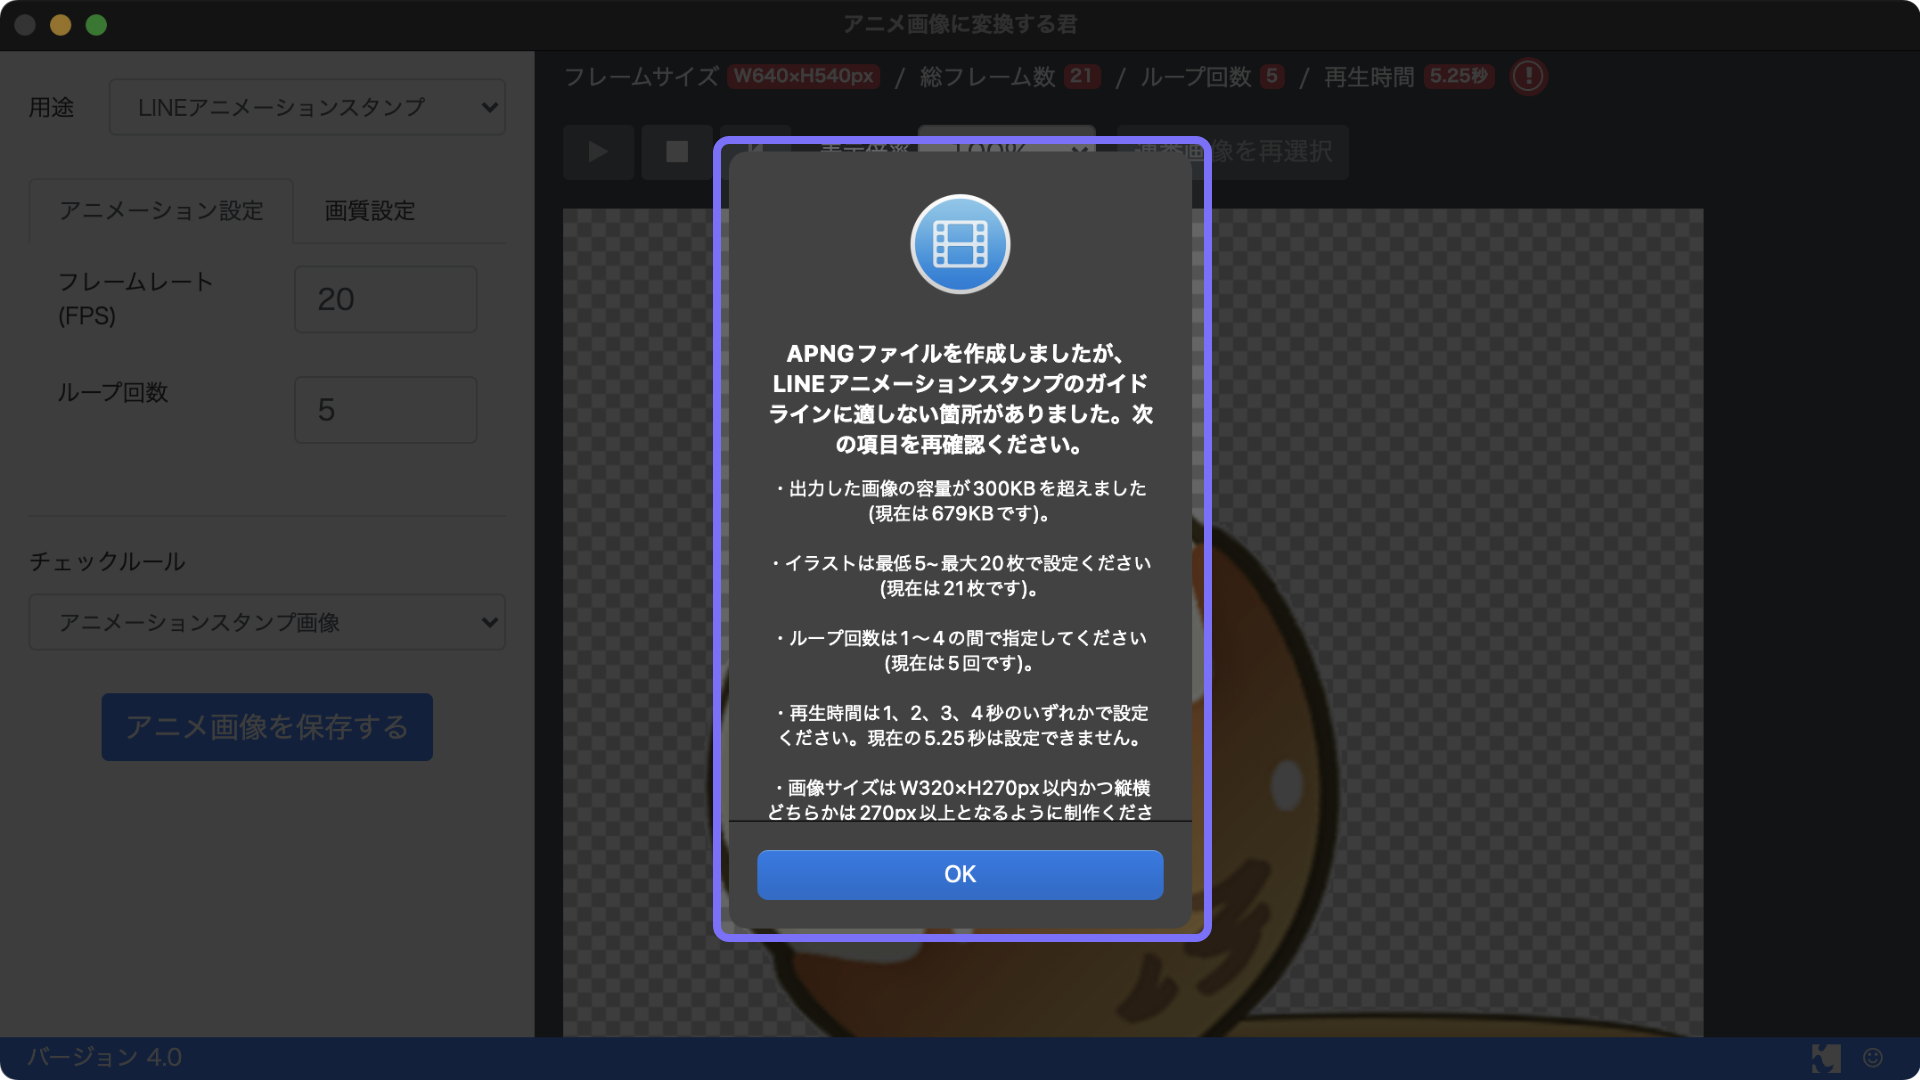 アニメ画像に変換する君
用途
LINEアニメーションスタンプ
アニメーション設定
画質設定
フレームレート
(FPS)
20
ループ回数
5
チェックルール
アニメーションスタンプ画像
アニメ画像を保存する
フレームサイズ W640×H540px / 総フレーム数 21 / ループ回数 5 / 再生時間 5.25秒
表示倍率 100% 連番画像を再選択
APNGファイルを作成しましたが、
LINEアニメーションスタンプのガイド
ラインに適しない箇所がありました。次
の項目を再確認ください。
・出力した画像の容量が300KBを超えました
(現在は679KBです)。
・イラストは最低5~最大20枚で設定ください
(現在は21枚です)。
・ループ回数は1〜4の間で指定してください
(現在は5回です)。
・再生時間は1、2、3、4秒のいずれかで設定
ください。現在の5.25秒は設定できません。
・画像サイズはW320×H270px以内かつ縦横
どちらかは270px以上となるように制作くださ
OK
バージョン 4.0